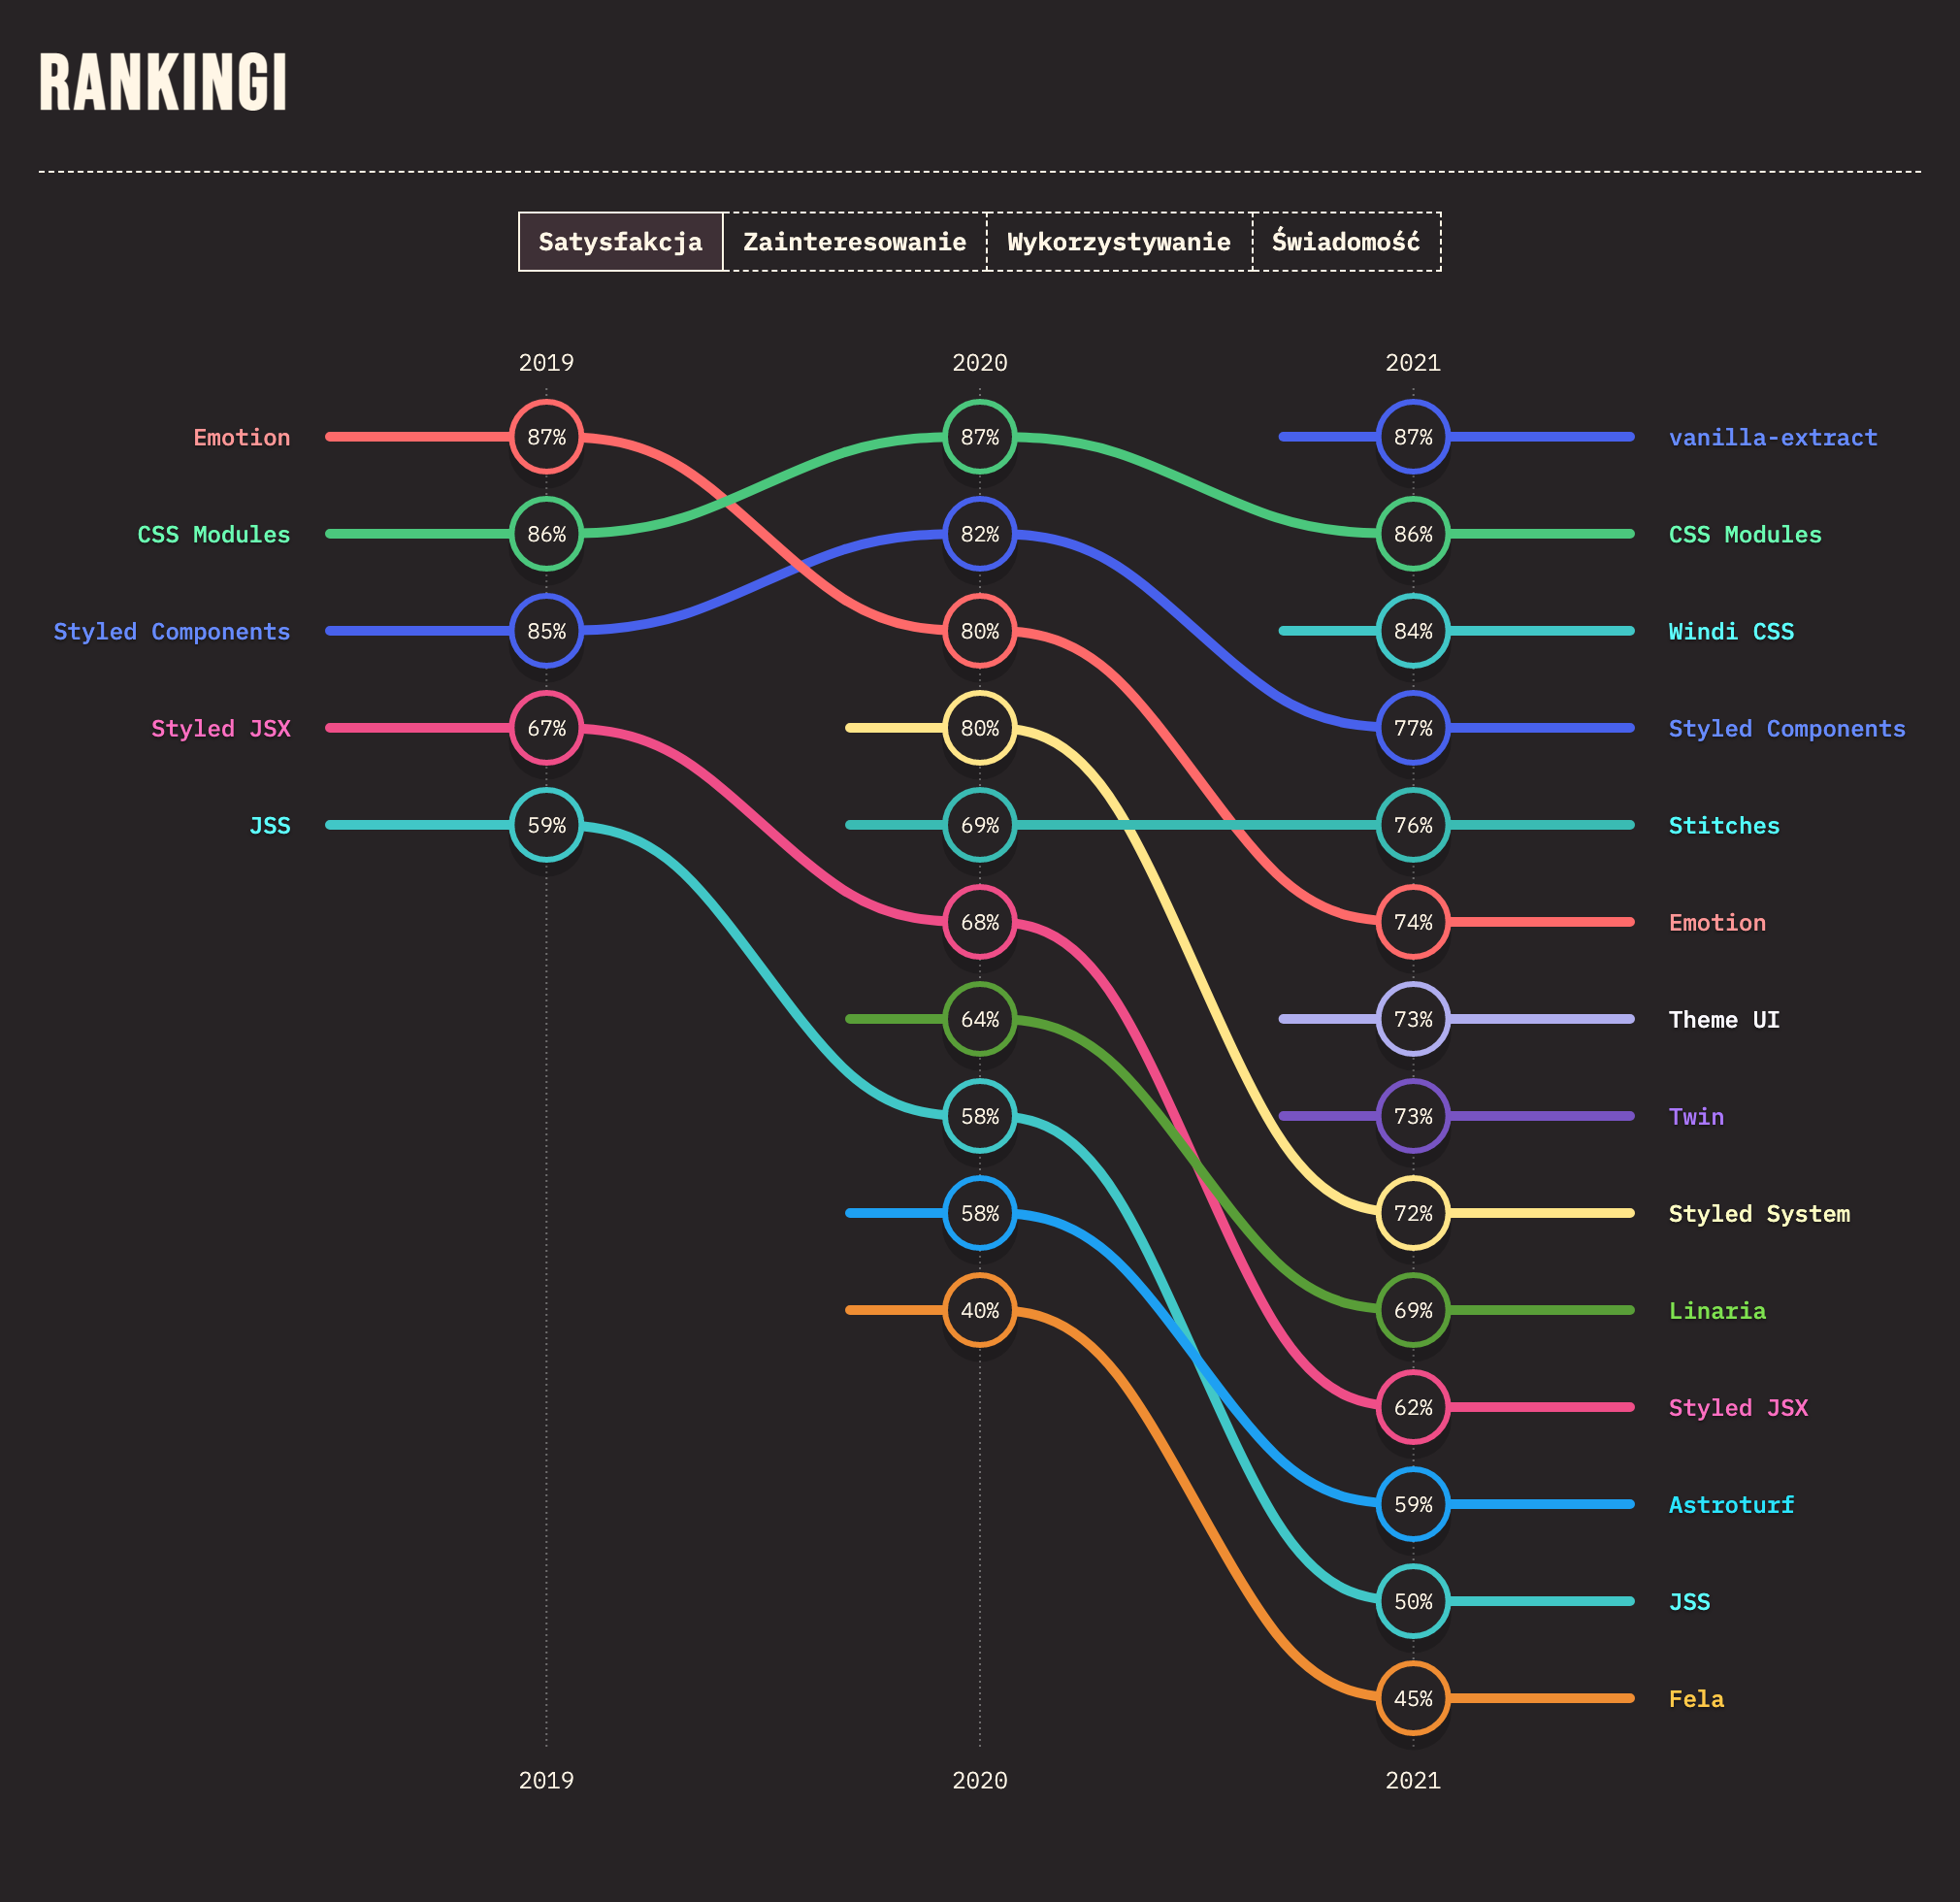 RANKINGI
Satysfakcja Zainteresowanie Wykorzystywanie Świadomość
2019 2020 2021
Emotion 87% 87% 87% vanilla-extract
CSS Modules 86% 82% 86% CSS Modules
Styled Components 85% 80% 84% Windi CSS
Styled JSX 67% 80% 77% Styled Components
JSS 59% 69% 76% Stitches
68% 74% Emotion
64% 73% Theme UI
58% 73% Twin
58% 72% Styled System
40% 69% Linaria
62% Styled JSX
59% Astroturf
50% JSS
45% Fela
2019 2020 2021